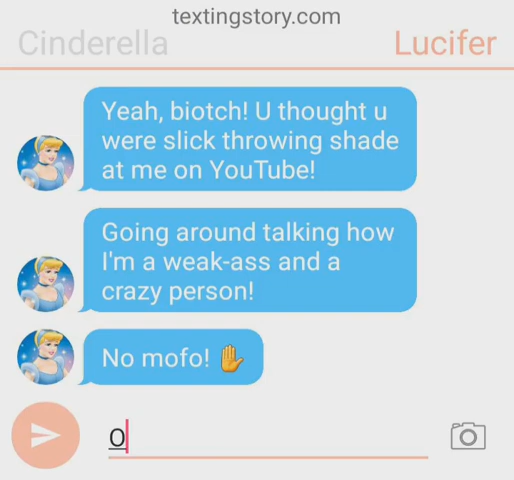 textingstory.com
Cinderella
Lucifer
Yeah, biotch! U thought u
were slick throwing shade
at me on YouTube!
Going around talking how
I'm a weak-ass and a
crazy person!
No mofo! ✋
O